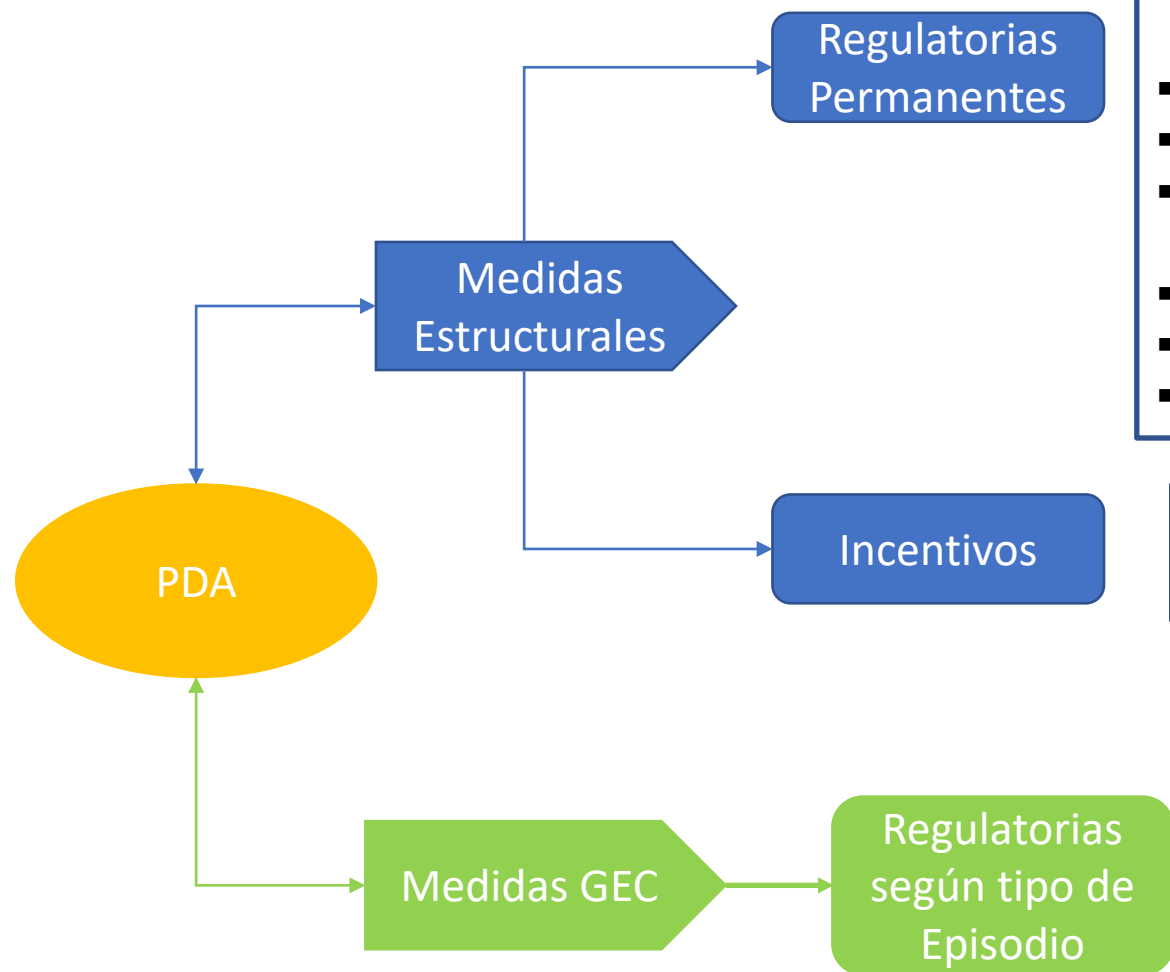 Regulatorias
Permanentes
Medidas
Estructurales
Incentivos
PDA
Medidas GEC
Regulatorias
según tipo de
Episodio